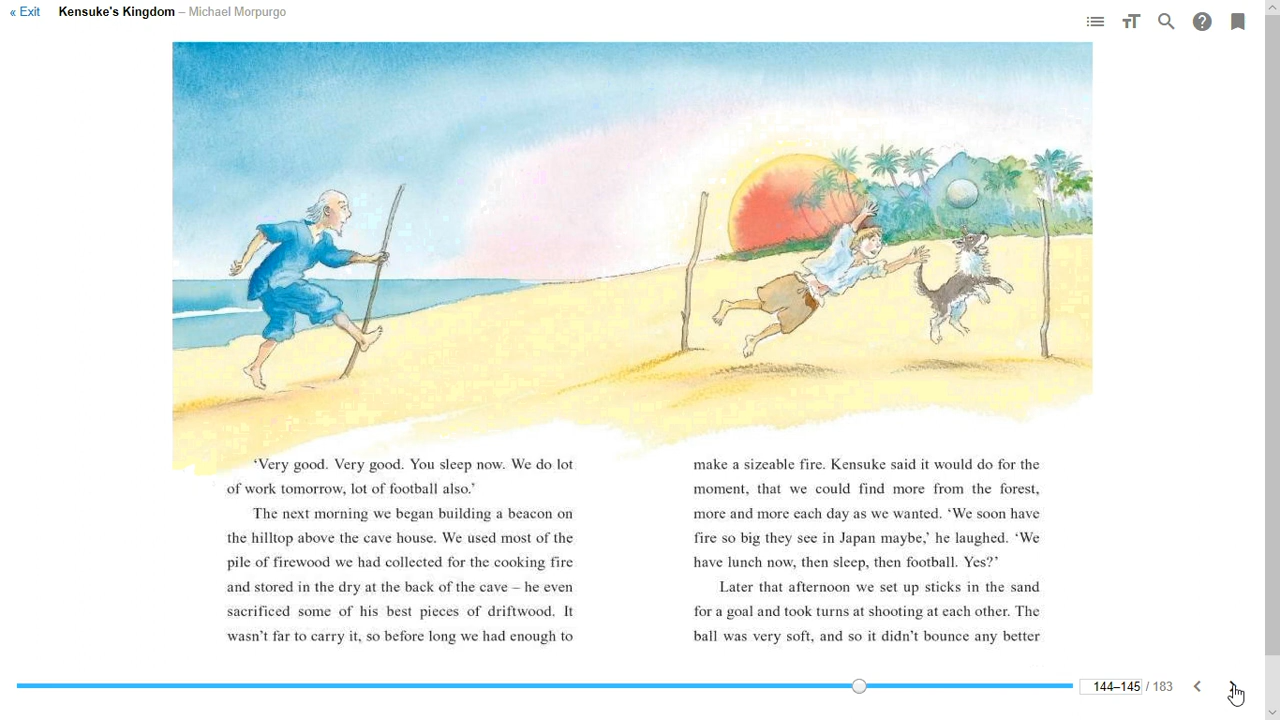 « Exit Kensuke's Kingdom – Michael Morpurgo
‘Very good. Very good. You sleep now. We do lot
of work tomorrow, lot of football also.’
The next morning we began building a beacon on
the hilltop above the cave house. We used most of the
pile of firewood we had collected for the cooking fire
and stored in the dry at the back of the cave – he even
sacrificed some of his best pieces of driftwood. It
wasn’t far to carry it, so before long we had enough to
make a sizeable fire. Kensuke said it would do for the
moment, that we could find more from the forest,
more and more each day as we wanted. ‘We soon have
fire so big they see in Japan maybe,’ he laughed. ‘We
have lunch now, then sleep, then football. Yes?’
Later that afternoon we set up sticks in the sand
for a goal and took turns at shooting at each other. The
ball was very soft, and so it didn’t bounce any better
144–145 / 183